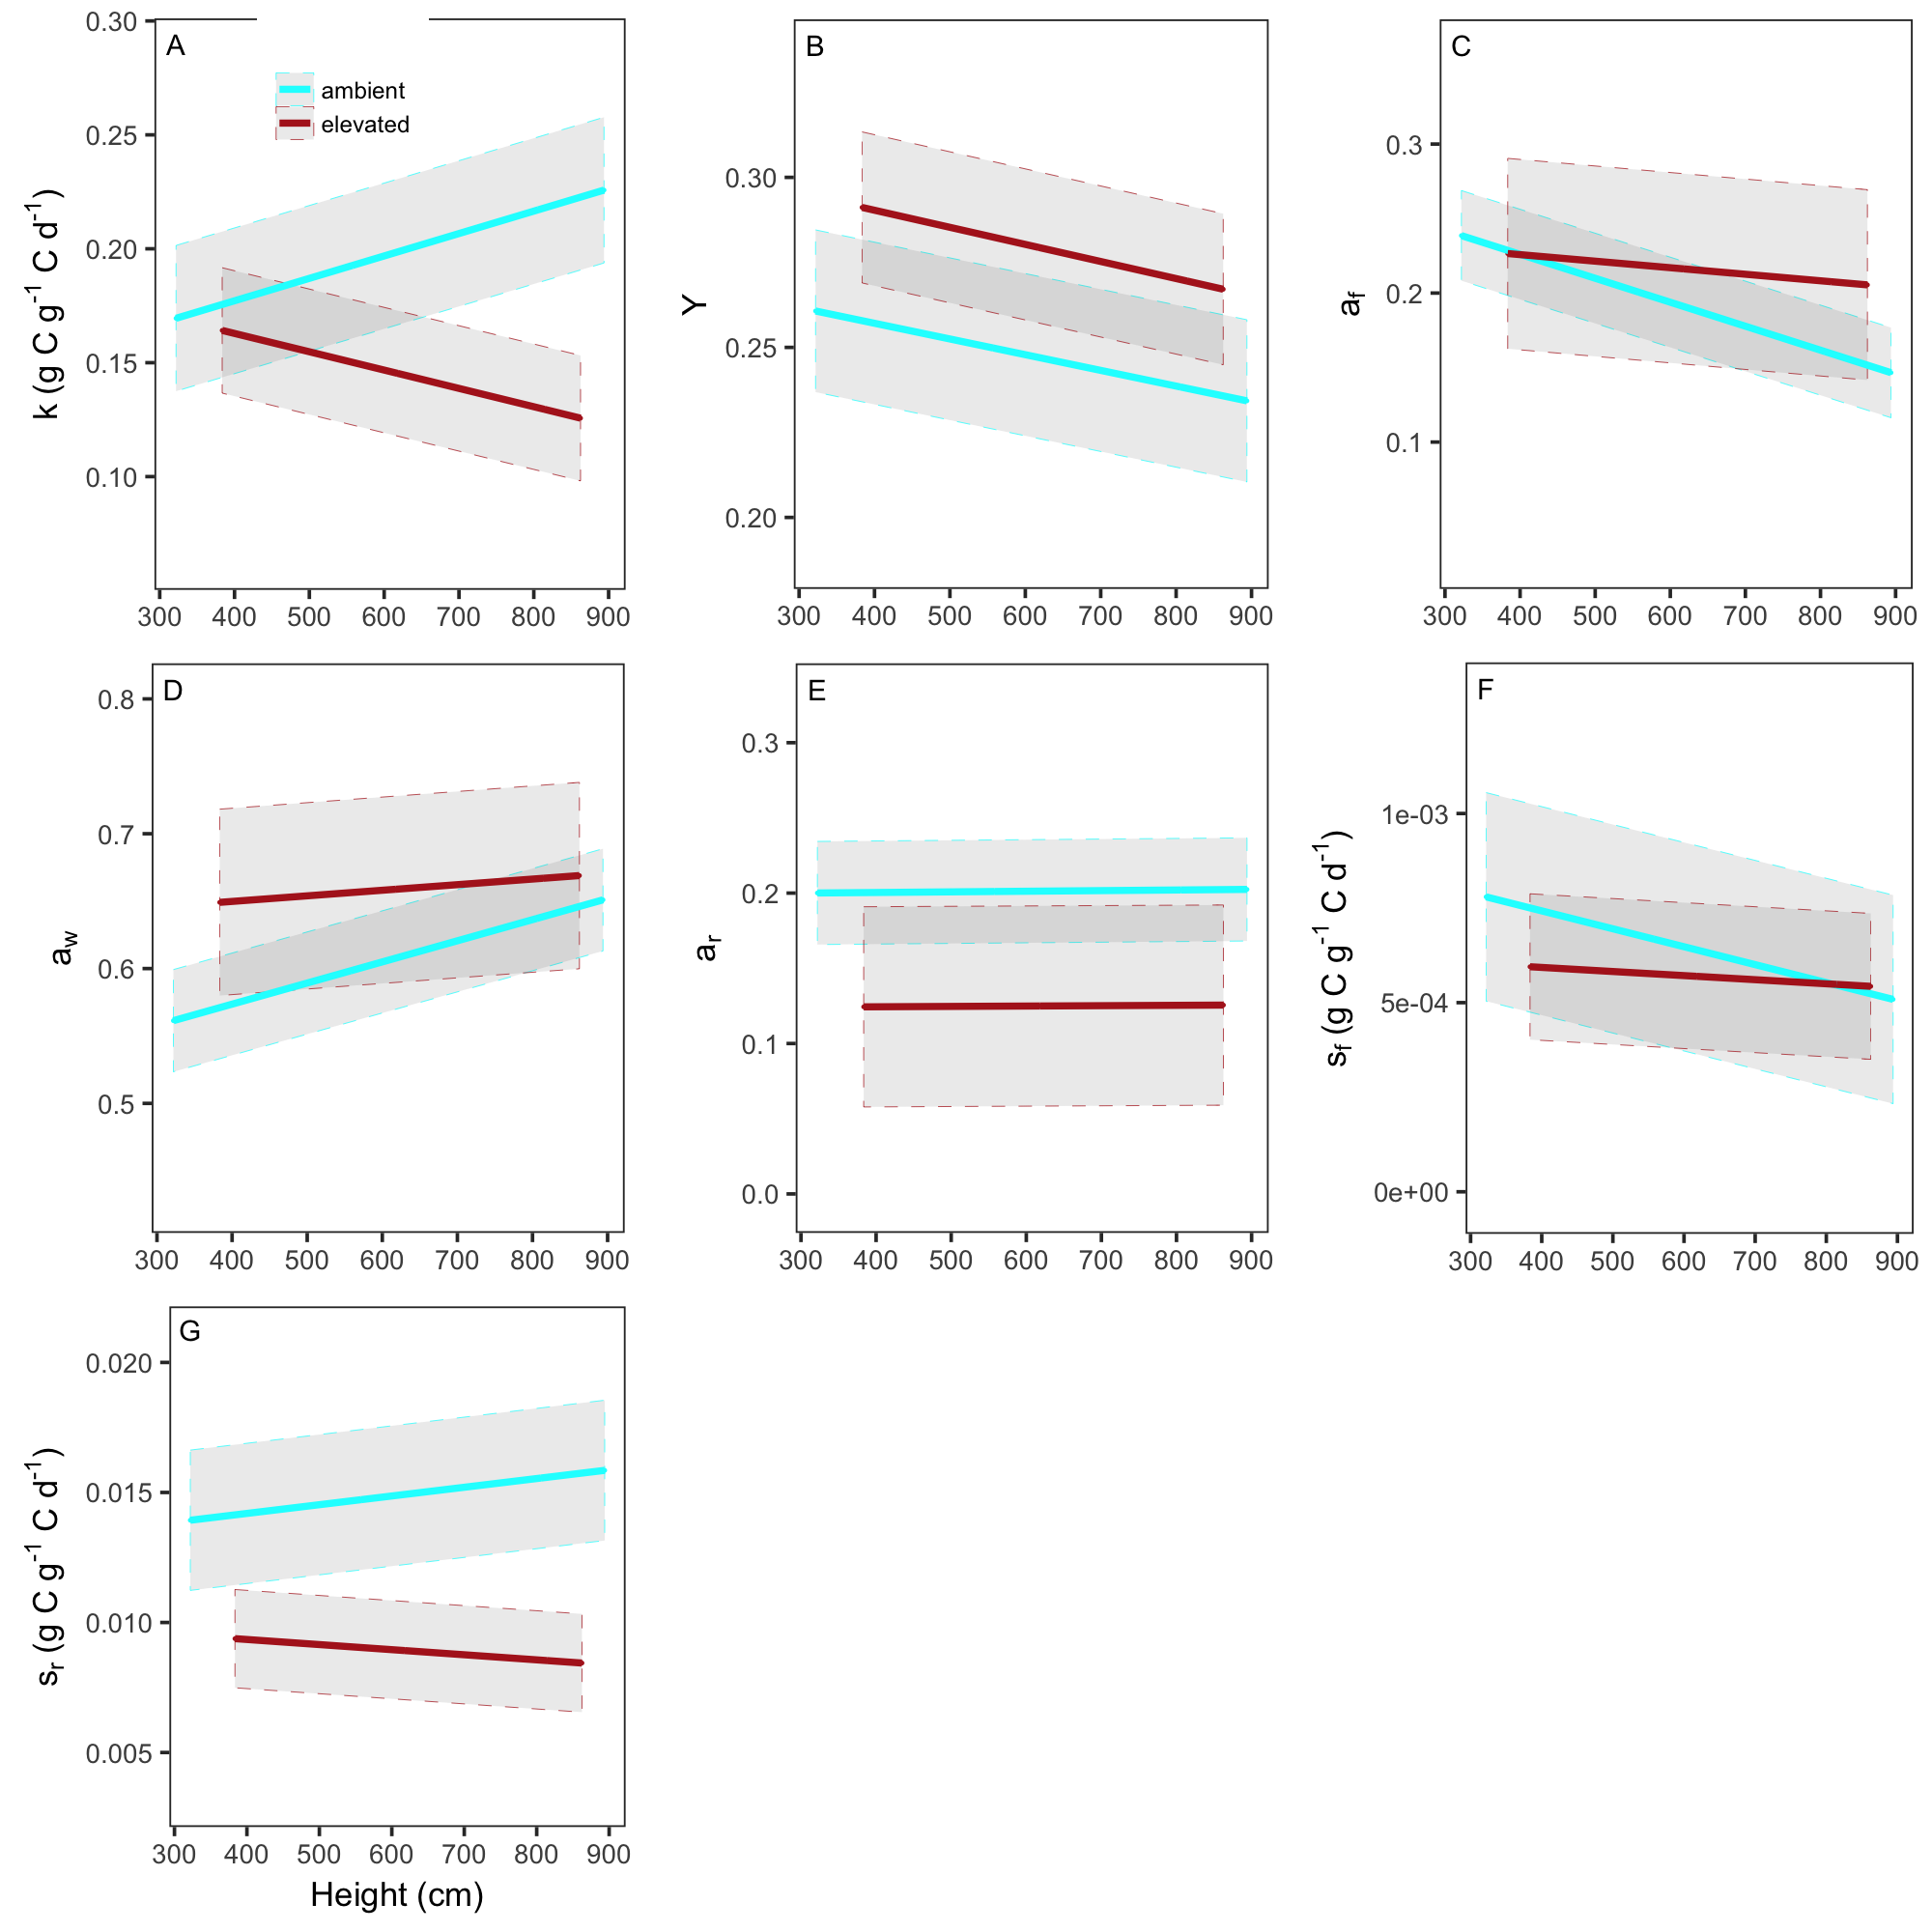 A
ambient
elevated
k (g C g⁻¹ C d⁻¹)
0.30
0.25
0.20
0.15
0.10
300 400 500 600 700 800 900
B
Y
0.30
0.25
0.20
300 400 500 600 700 800 900
C
af
0.3
0.2
0.1
300 400 500 600 700 800 900
D
aw
0.8
0.7
0.6
0.5
300 400 500 600 700 800 900
E
ar
0.3
0.2
0.1
0.0
300 400 500 600 700 800 900
F
sf (g C g⁻¹ C d⁻¹)
1e-03
5e-04
0e+00
300 400 500 600 700 800 900
G
sr (g C g⁻¹ C d⁻¹)
0.020
0.015
0.010
0.005
300 400 500 600 700 800 900
Height (cm)